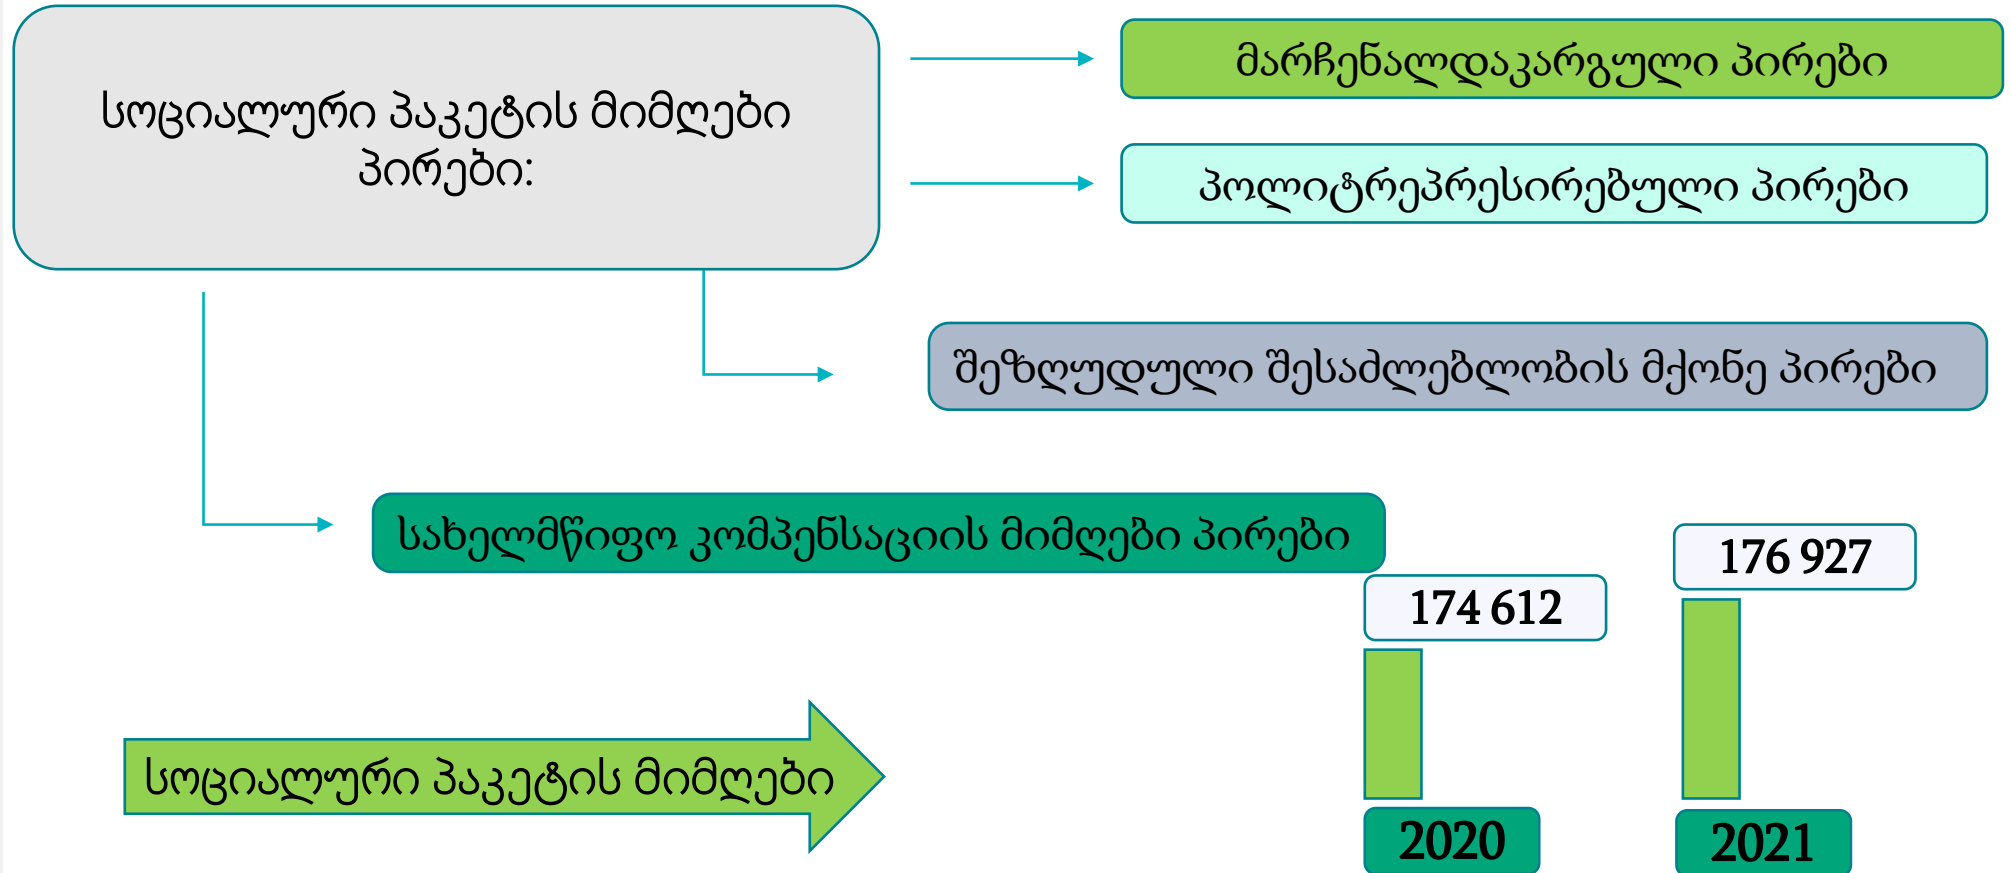 სოციალური პაკეტის მიმღები
პირები:
მარჩენალდაკარგული პირები
პოლიტრეპრესირებული პირები
შეზღუდული შესაძლებლობის მქონე პირები
სახელმწიფო კომპენსაციის მიმღები პირები
174 612
176 927
სოციალური პაკეტის მიმღები
2020
2021